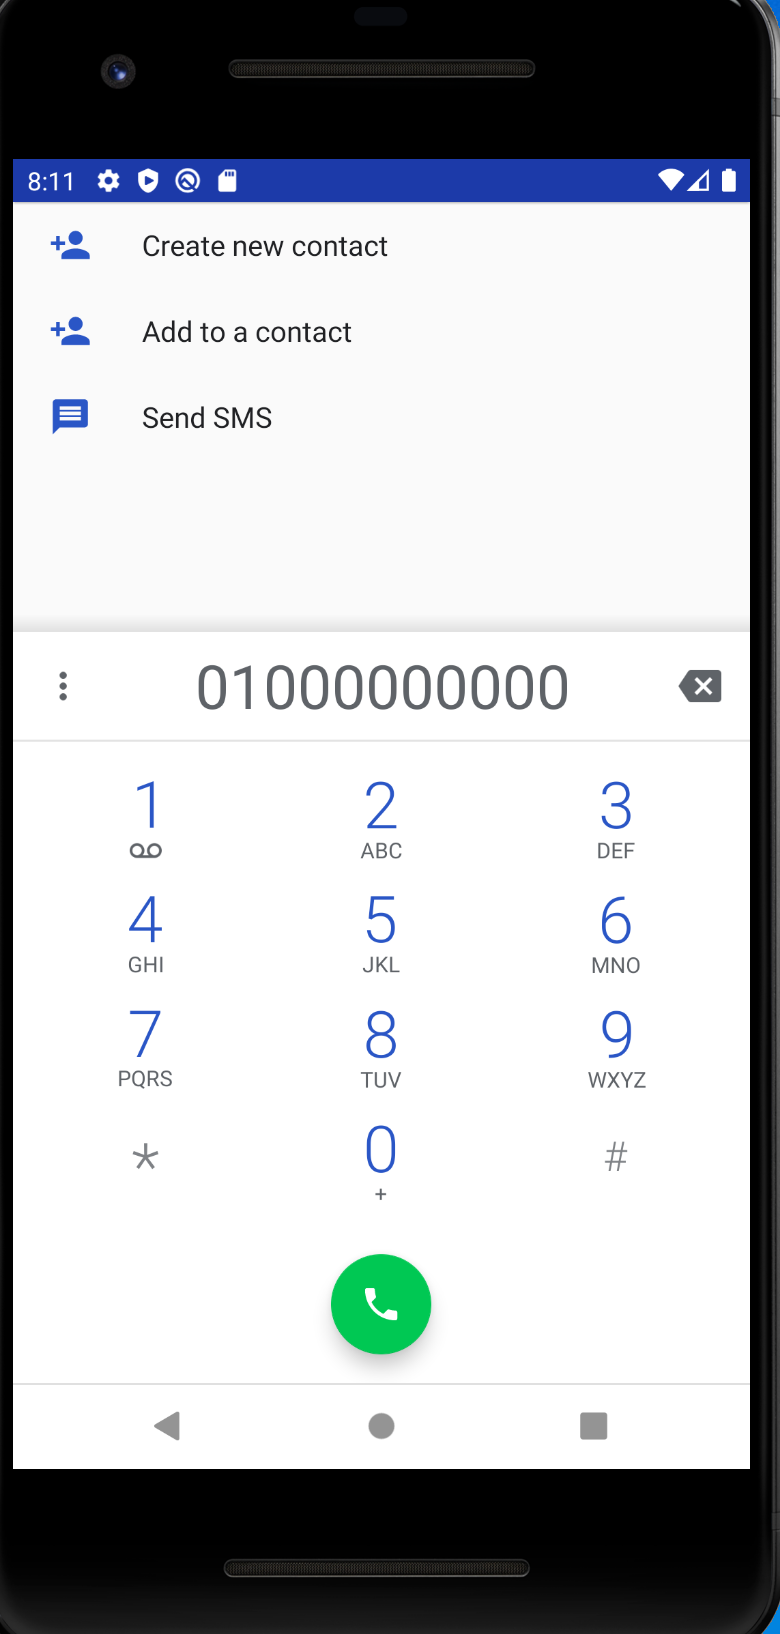 8:11
Create new contact
Add to a contact
Send SMS
01000000000
1 2 3
ABC DEF
4 5 6
GHI JKL MNO
7 8 9
PQRS TUV WXYZ
* 0 #
+